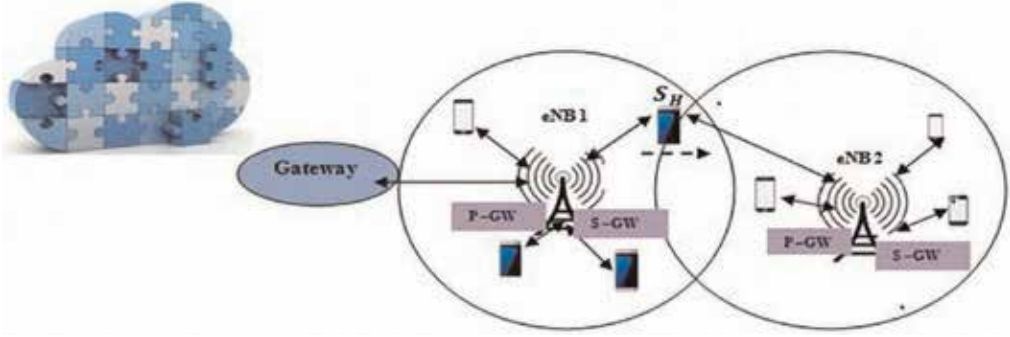 S_H
eNB1
eNB2
Gateway
P-GW
S-GW
P-GW
S-GW